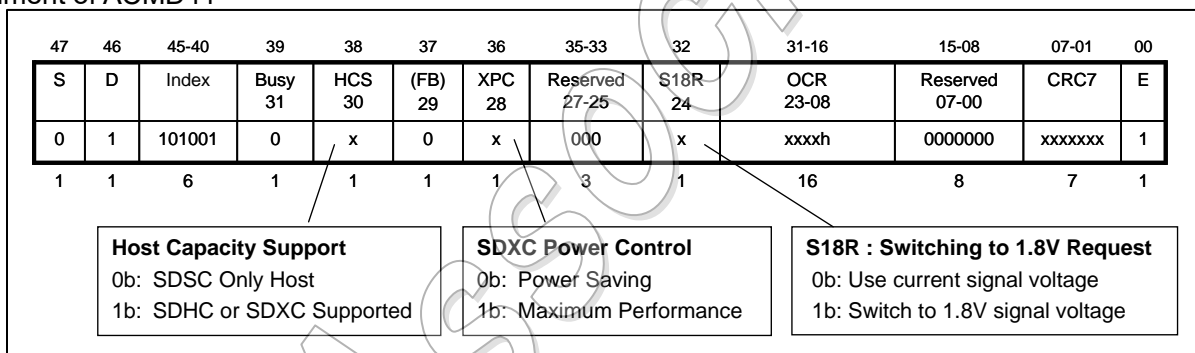 47 46 45-40 39 38 37 36 35-33 32 31-16 15-08 07-01 00
S D Index Busy HCS (FB) XPC Reserved S18R OCR Reserved CRC7 E
31 30 29 28 27-25 24 23-08 07-00
0 1 101001 0 x 0 x 000 x xxxxh 0000000 xxxxxxx 1
1 1 6 1 1 1 1 3 1 16 8 7 1
Host Capacity Support
0b: SDSC Only Host
1b: SDHC or SDXC Supported
SDXC Power Control
0b: Power Saving
1b: Maximum Performance
S18R : Switching to 1.8V Request
0b: Use current signal voltage
1b: Switch to 1.8V signal voltage